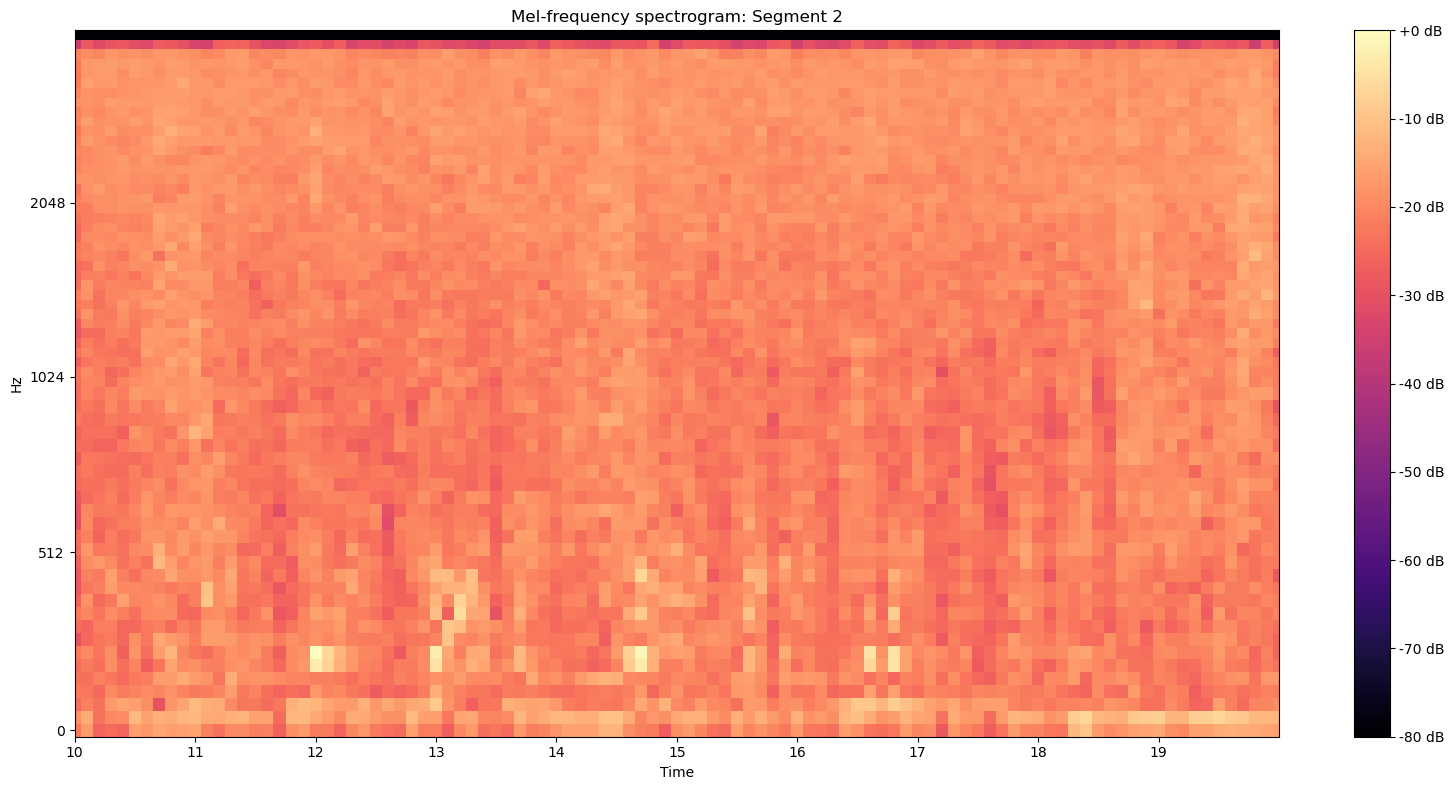 Mel-frequency spectrogram: Segment 2
Hz
2048
1024
512
0
10 11 12 13 14 15 16 17 18 19
Time
+0 dB
-10 dB
-20 dB
-30 dB
-40 dB
-50 dB
-60 dB
-70 dB
-80 dB